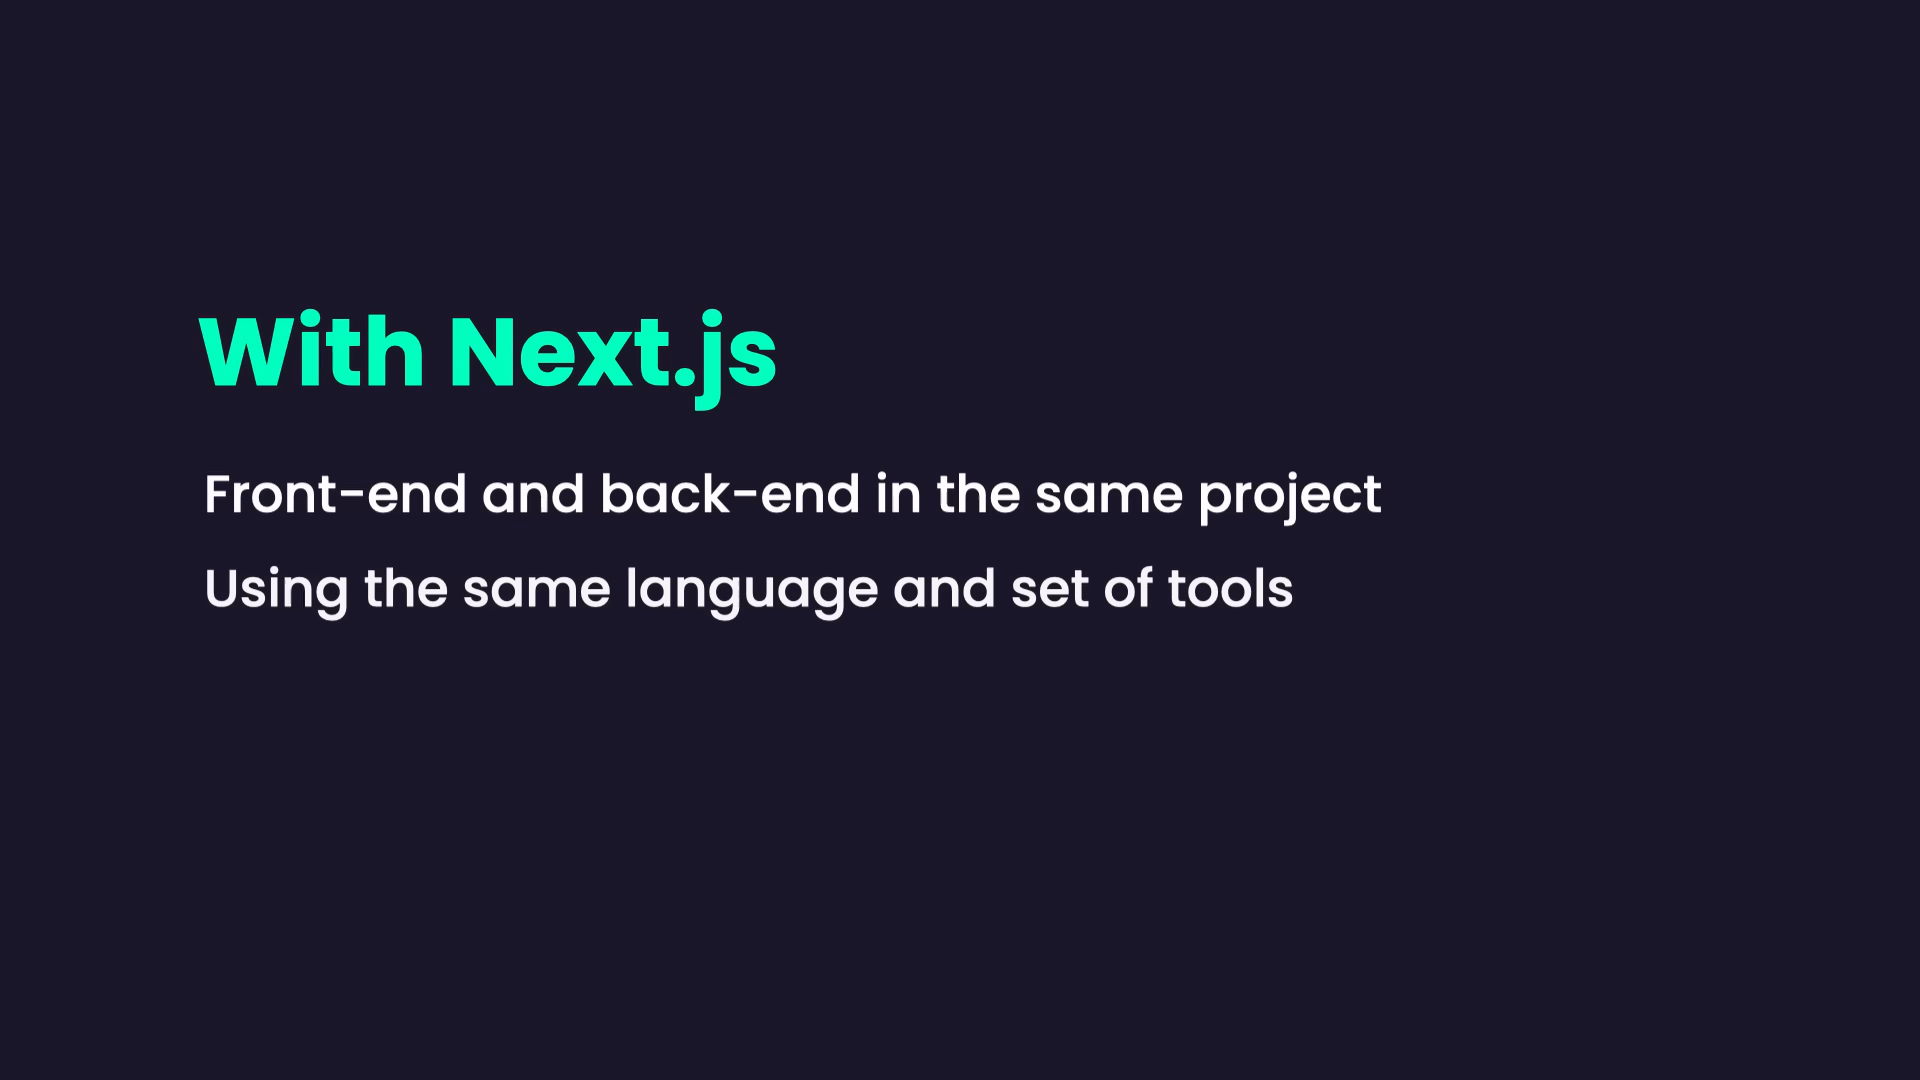 With Next.js
Front-end and back-end in the same project
Using the same language and set of tools